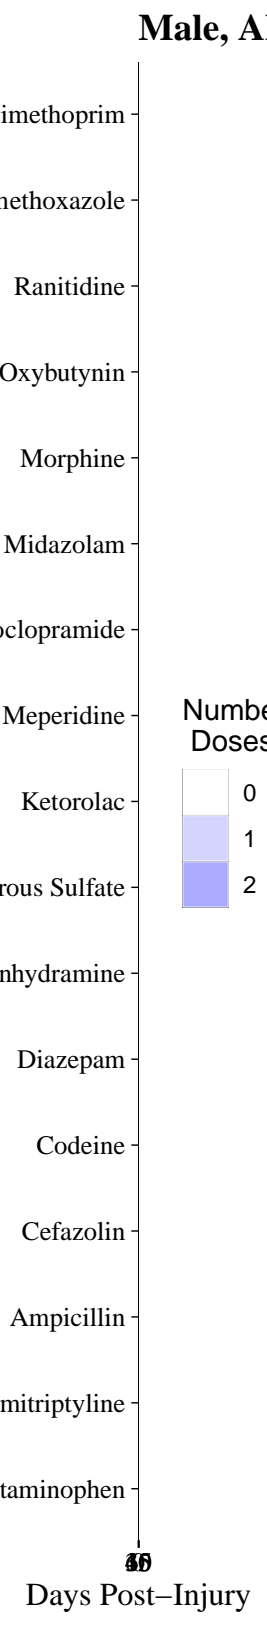 Male, Al
imethoprim
nethoxazole
Ranitidine
Oxybutynin
Morphine
Midazolam
oclopramide
Meperidine
Ketorolac
rous Sulfate
nhydramine
Diazepam
Codeine
Cefazolin
Ampicillin
mitriptyline
taminophen
Numbe
Doses
0
1
2
Days Post−Injury